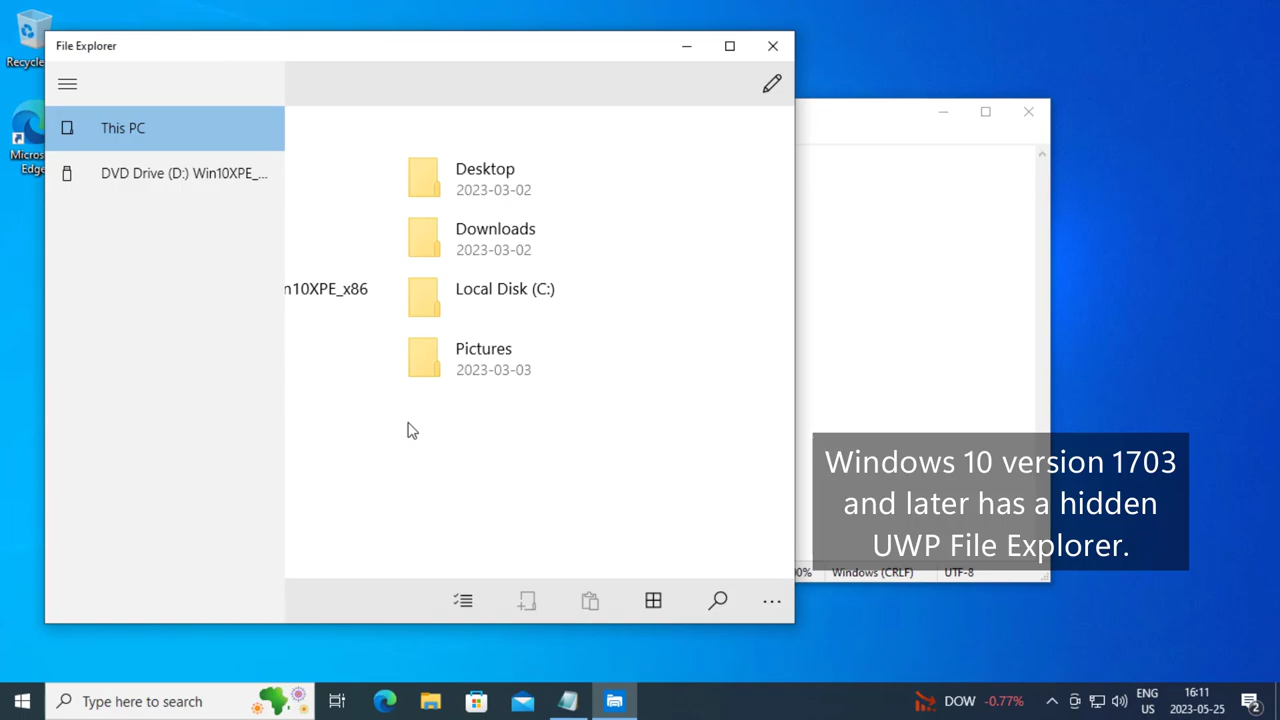 Recycle
Micros
Edge
File Explorer
This PC
DVD Drive (D:) Win10XPE_...
Desktop
2023-03-02
Downloads
2023-03-02
n10XPE_x86
Local Disk (C:)
Pictures
2023-03-03
Windows 10 version 1703
and later has a hidden
UWP File Explorer.
00%
Windows (CRLF)
UTF-8
Type here to search
DOW -0.77%
ENG
US
16:11
2023-05-25
2